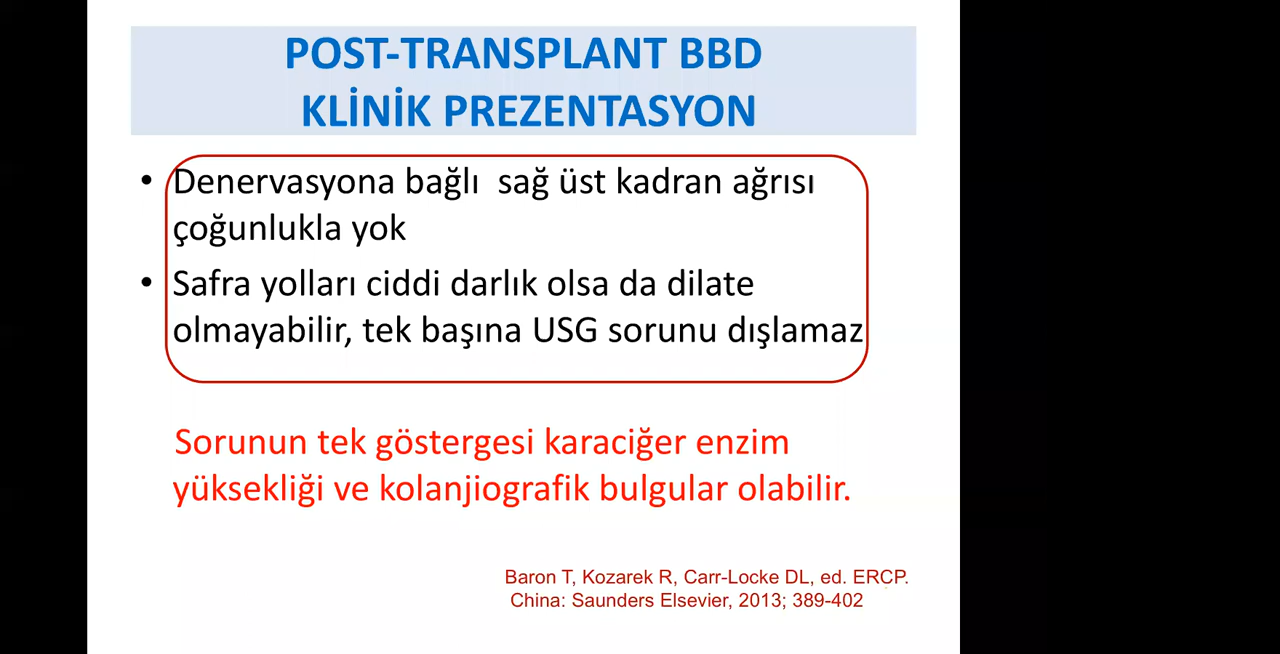 POST-TRANSPLANT BBD
KLİNİK PREZENTASYON
• Denervasyona bağlı sağ üst kadran ağrısı
çoğunlukla yok
• Safra yolları ciddi darlık olsa da dilate
olmayabilir, tek başına USG sorunu dışlamaz
Sorunun tek göstergesi karaciğer enzim
yüksekliği ve kolanjiografik bulgular olabilir.
Baron T, Kozarek R, Carr-Locke DL, ed. ERCP.
China: Saunders Elsevier, 2013; 389-402